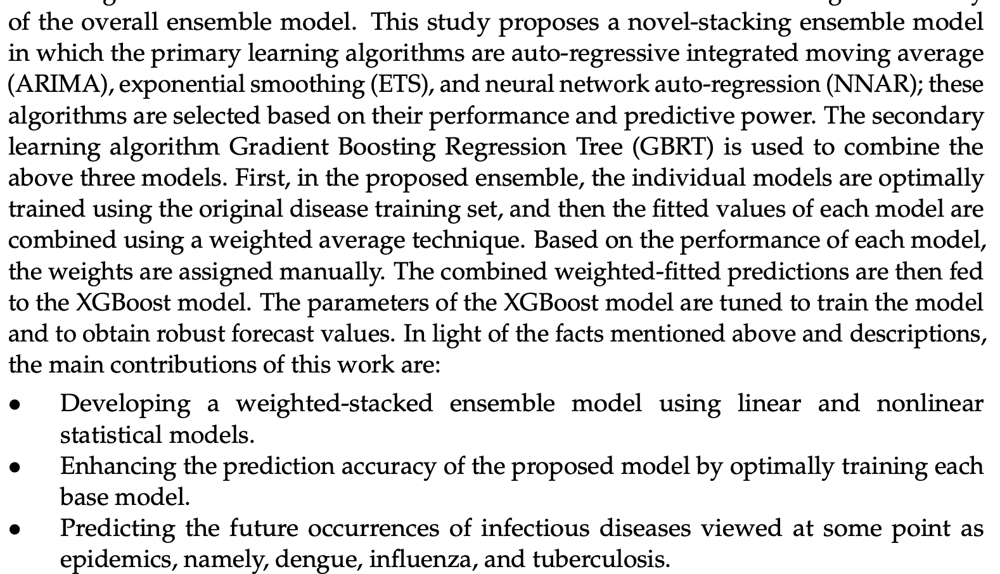 of the overall ensemble model. This study proposes a novel-stacking ensemble model
in which the primary learning algorithms are auto-regressive integrated moving average
(ARIMA), exponential smoothing (ETS), and neural network auto-regression (NNAR); these
algorithms are selected based on their performance and predictive power. The secondary
learning algorithm Gradient Boosting Regression Tree (GBRT) is used to combine the
above three models. First, in the proposed ensemble, the individual models are optimally
trained using the original disease training set, and then the fitted values of each model are
combined using a weighted average technique. Based on the performance of each model,
the weights are assigned manually. The combined weighted-fitted predictions are then fed
to the XGBoost model. The parameters of the XGBoost model are tuned to train the model
and to obtain robust forecast values. In light of the facts mentioned above and descriptions,
the main contributions of this work are:
• Developing a weighted-stacked ensemble model using linear and nonlinear
statistical models.
• Enhancing the prediction accuracy of the proposed model by optimally training each
base model.
• Predicting the future occurrences of infectious diseases viewed at some point as
epidemics, namely, dengue, influenza, and tuberculosis.